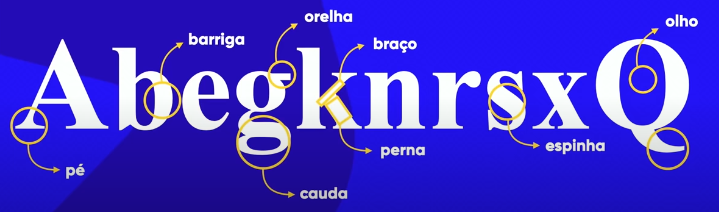 orelha
olho
barriga
braço
AbegknrsxQ
espinha
perna
pé
cauda